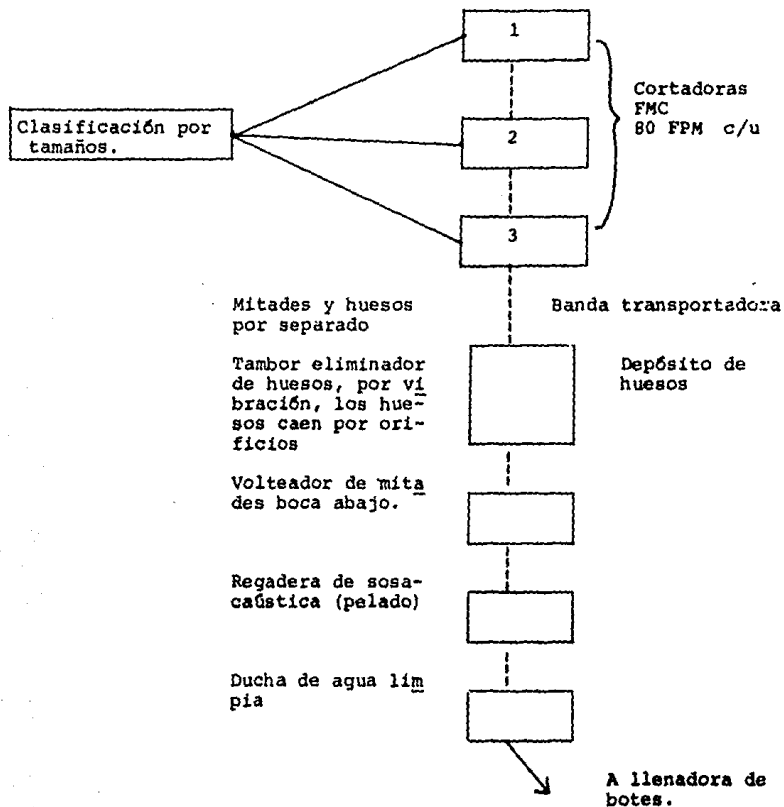 1
Cortadoras
FMC
80 FPM c/u
Clasificación por
tamaños.
2
3
Mitades y huesos
por separado
Banda transportadora
Tambor eliminador
de huesos, por vi
bración, los hue-
sos caen por ori-
ficios
Depósito de
huesos
Volteador de mita
des boca abajo.
Regadera de sosa-
caústica (pelado)
Ducha de agua lim
pia
A llenadora de
botes.